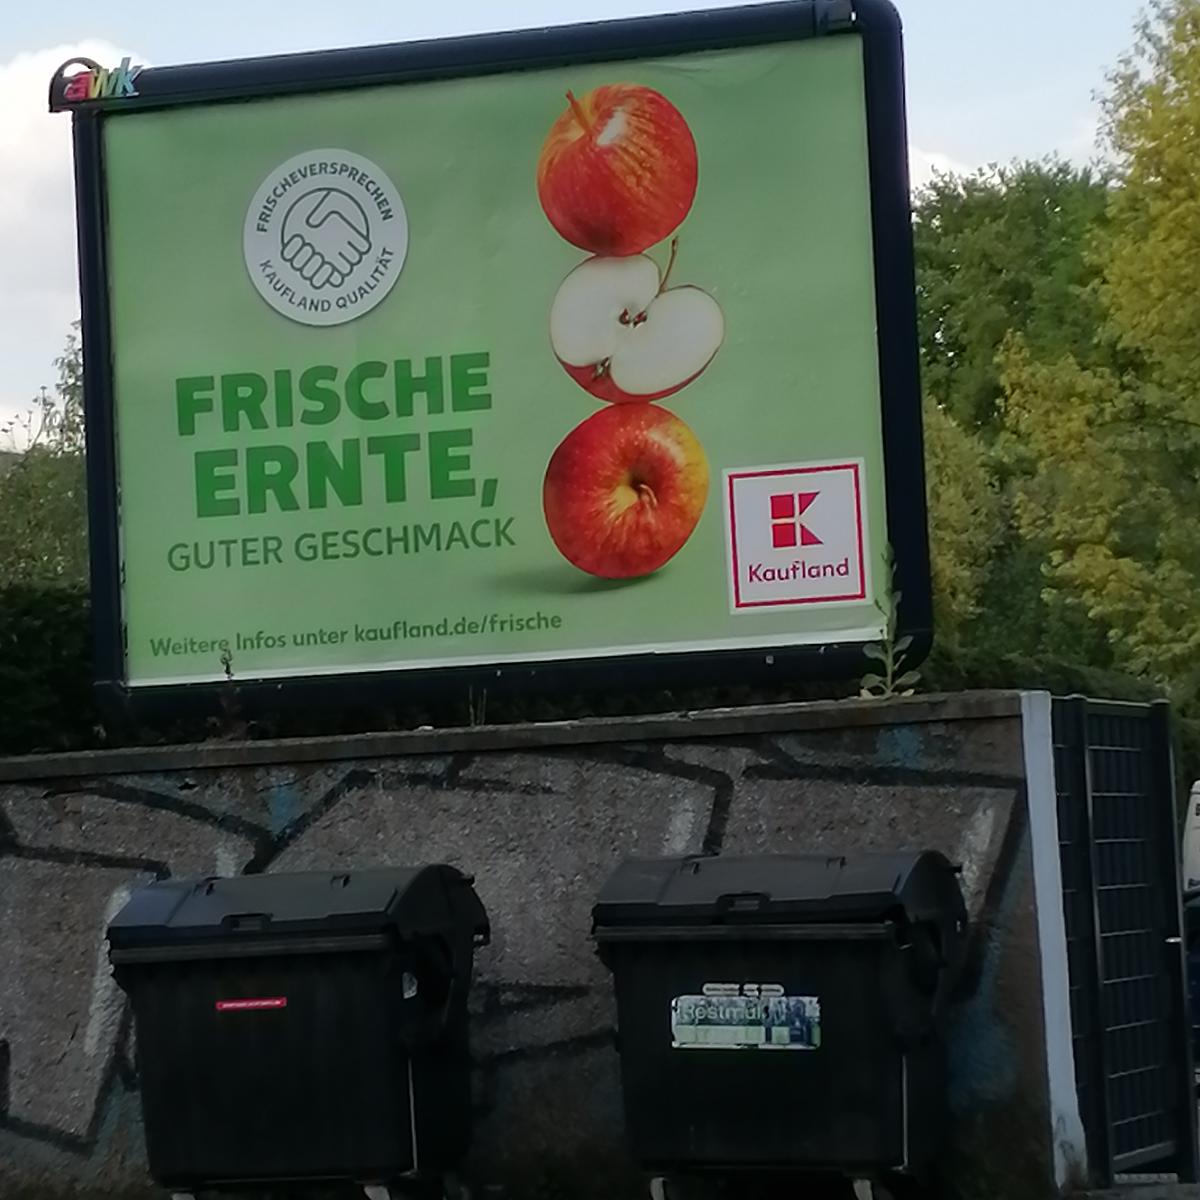 awk
FRISCHEVERSPRECHEN
KAUFLAND QUALITÄT
FRISCHE
ERNTE,
GUTER GESCHMACK
Kaufland
Weitere Infos unter kaufland.de/frische
Restmüll